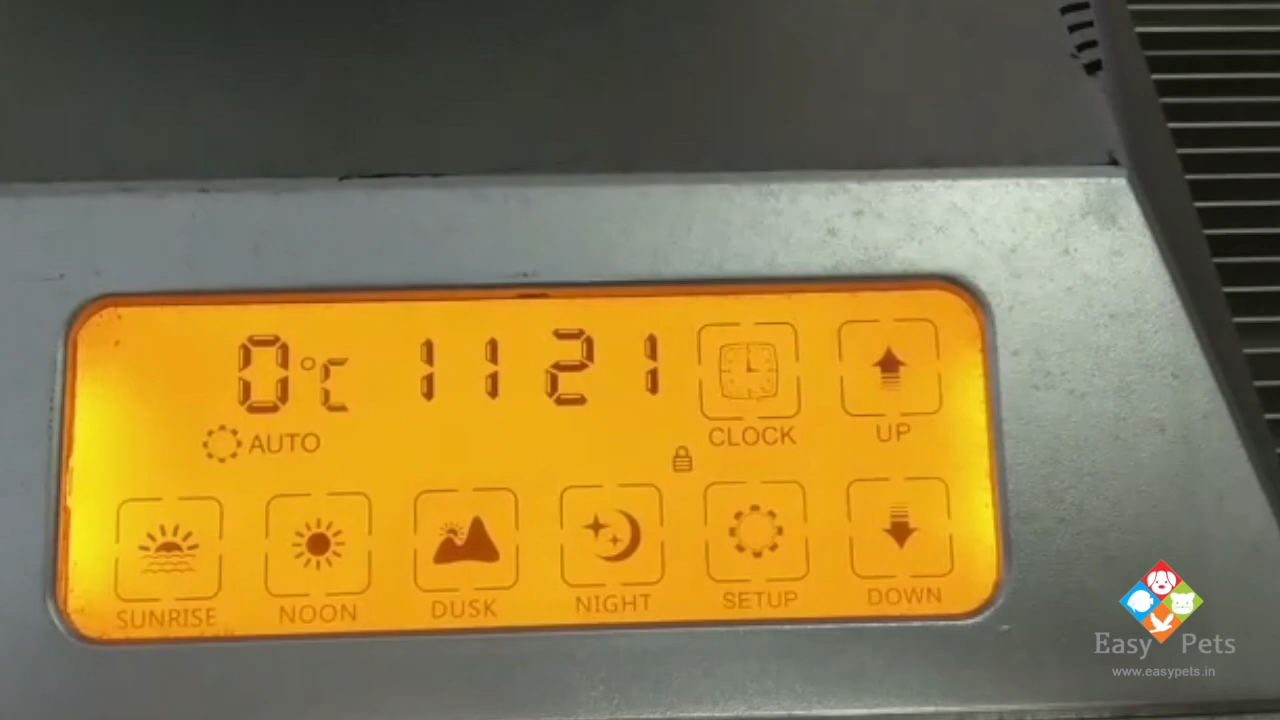 0°C 11 21
AUTO
CLOCK
UP
SUNRISE
NOON
DUSK
NIGHT
SETUP
DOWN
Easy Pets
www.easypets.in